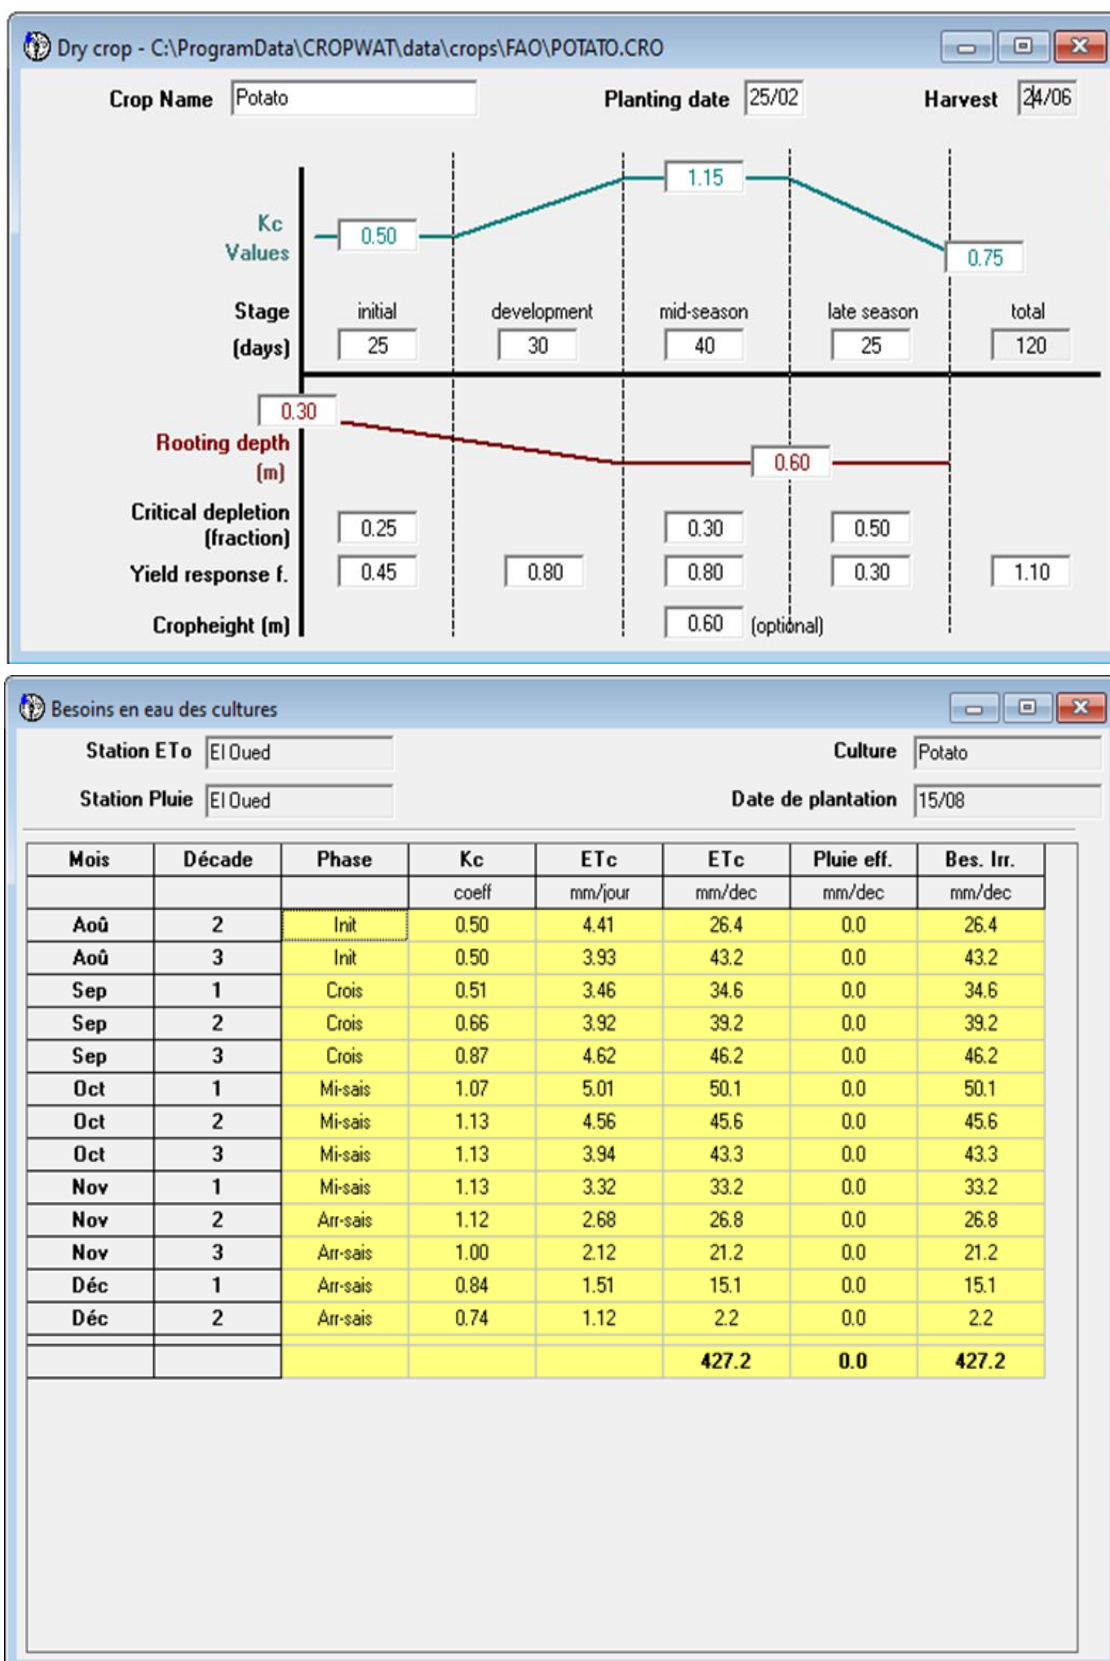 Dry crop - C:\ProgramData\CROPWAT\data\crops\FAO\POTATO.CRO
Crop Name Potato Planting date 25/02 Harvest 24/06
1.15
Kc
Values
0.50
0.75
Stage initial development mid-season late season total
(days) 25 30 40 25 120
0.30
Rooting depth
(m)
0.60
Critical depletion
(fraction) 0.25 0.30 0.50
Yield response f. 0.45 0.80 0.80 0.30 1.10
Cropheight (m) 0.60 (optional)
Besoins en eau des cultures
Station ETo El Oued Culture Potato
Station Pluie El Oued Date de plantation 15/08
Mois Décade Phase Kc ETc ETc Pluie eff. Bes. Irr.
coeff mm/jour mm/dec mm/dec mm/dec
Aoû 2 Init 0.50 4.41 26.4 0.0 26.4
Aoû 3 Init 0.50 3.93 43.2 0.0 43.2
Sep 1 Crois 0.51 3.46 34.6 0.0 34.6
Sep 2 Crois 0.66 3.92 39.2 0.0 39.2
Sep 3 Crois 0.87 4.62 46.2 0.0 46.2
Oct 1 Mi-sais 1.07 5.01 50.1 0.0 50.1
Oct 2 Mi-sais 1.13 4.56 45.6 0.0 45.6
Oct 3 Mi-sais 1.13 3.94 43.3 0.0 43.3
Nov 1 Mi-sais 1.13 3.32 33.2 0.0 33.2
Nov 2 Arr-sais 1.12 2.68 26.8 0.0 26.8
Nov 3 Arr-sais 1.00 2.12 21.2 0.0 21.2
Déc 1 Arr-sais 0.84 1.51 15.1 0.0 15.1
Déc 2 Arr-sais 0.74 1.12 2.2 0.0 2.2
427.2 0.0 427.2